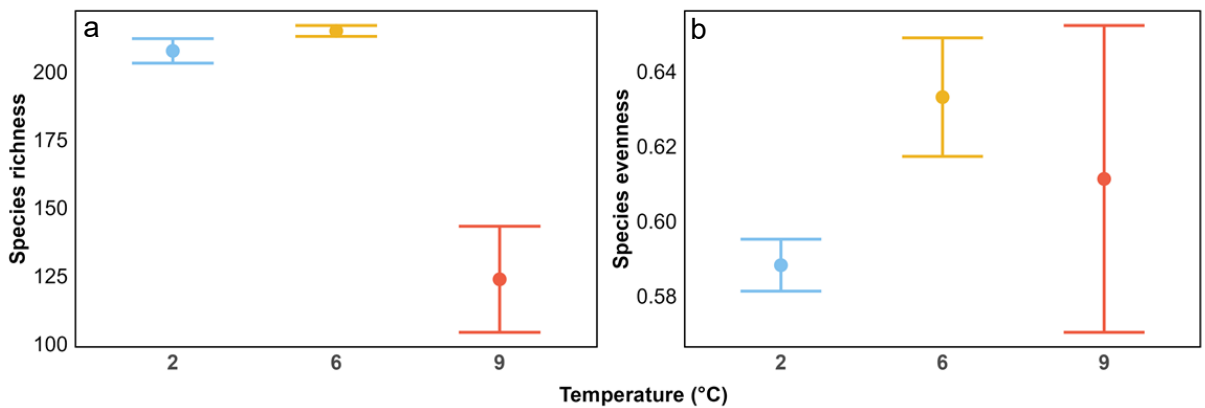 a
Species richness
200
175
150
125
100
2 6 9
b
Species evenness
0.64
0.62
0.60
0.58
2 6 9
Temperature (°C)